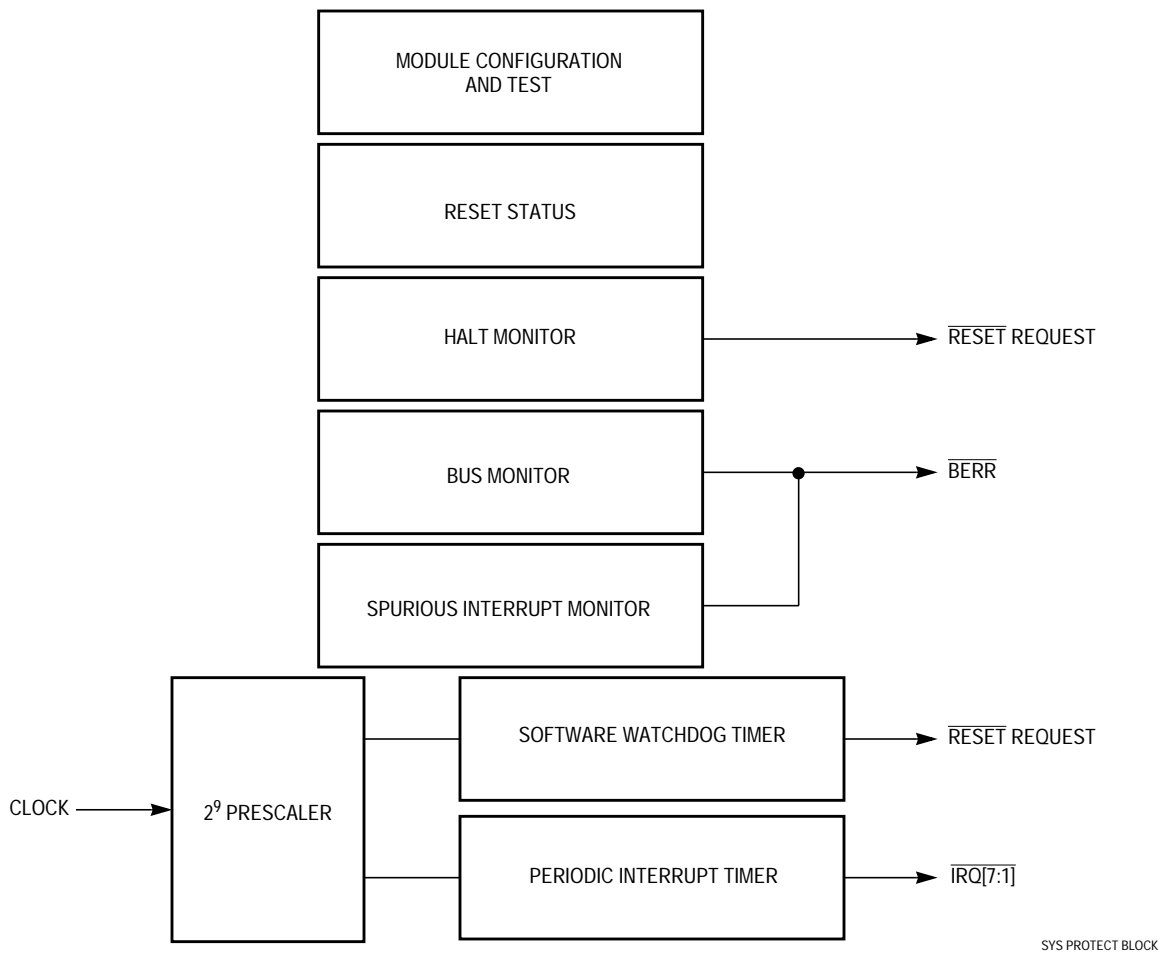 MODULE CONFIGURATION
AND TEST
RESET STATUS
HALT MONITOR
RESET REQUEST
BUS MONITOR
BERR
SPURIOUS INTERRUPT MONITOR
SOFTWARE WATCHDOG TIMER
RESET REQUEST
CLOCK
2⁹ PRESCALER
PERIODIC INTERRUPT TIMER
IRQ[7:1]
SYS PROTECT BLOCK